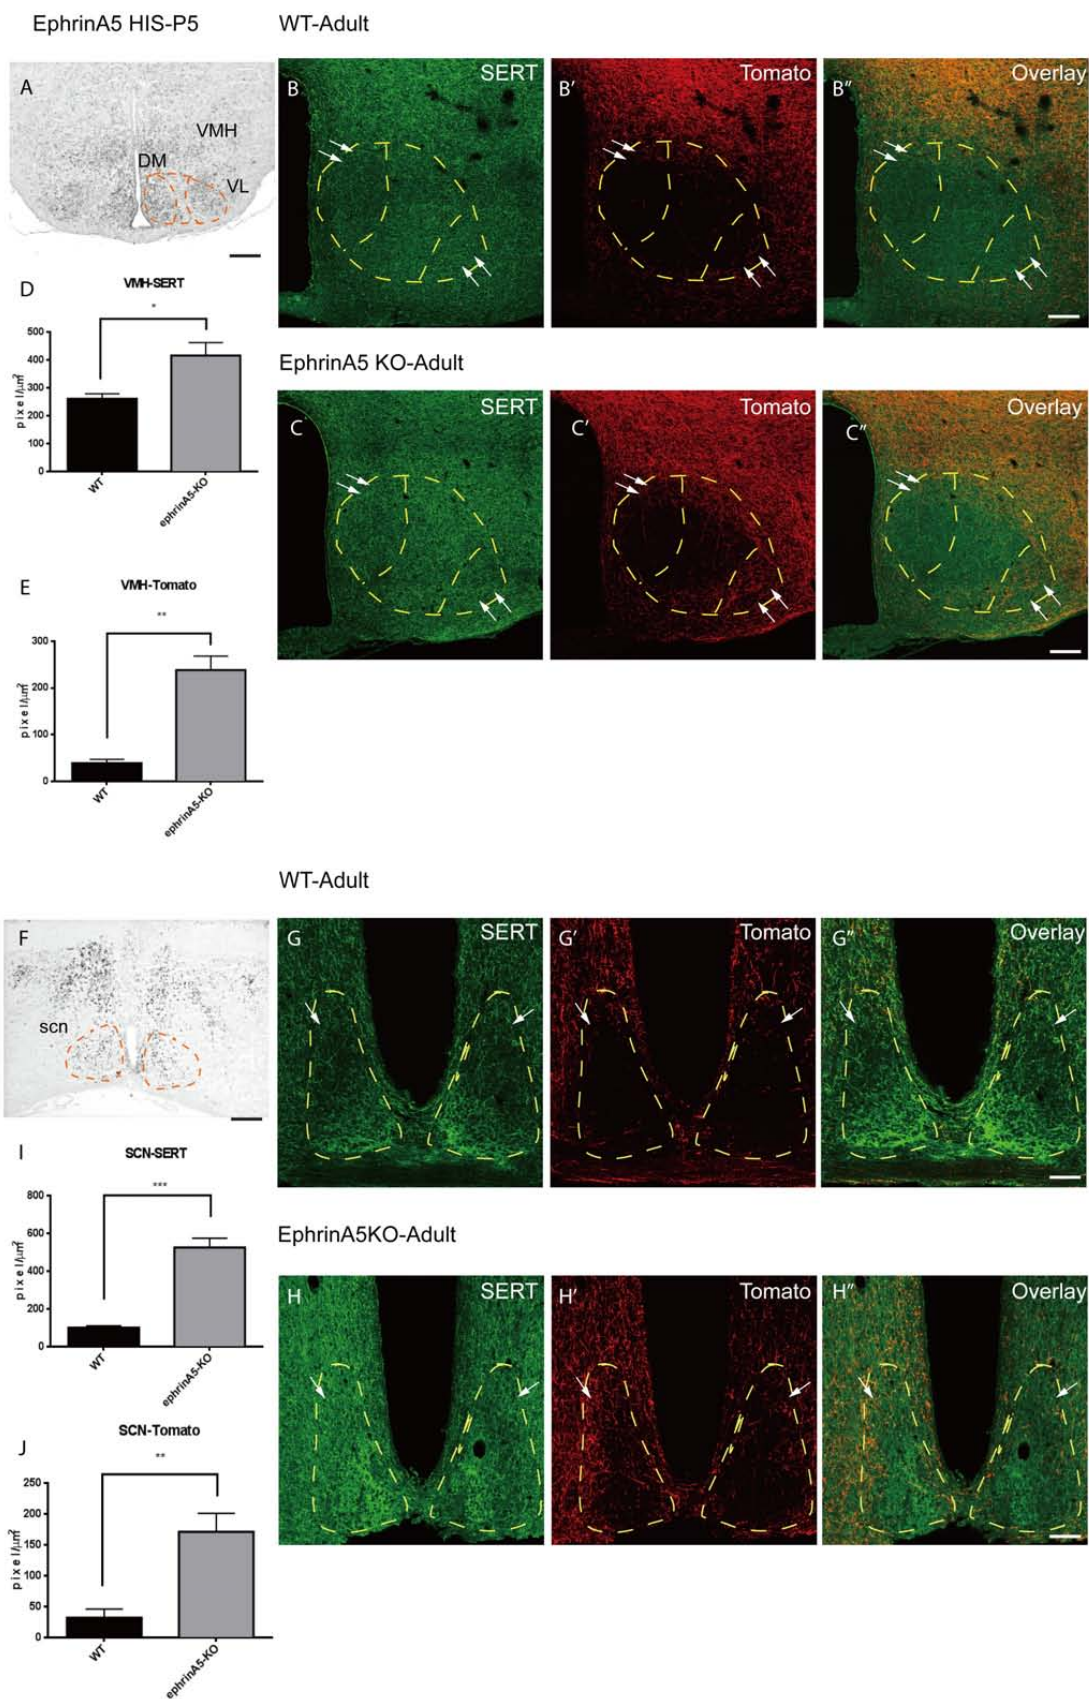 EphrinA5 HIS-P5
WT-Adult
A
VMH
DM
VL
B
SERT
B′
Tomato
B″
Overlay
D
VMH-SERT
*
pixel/µm²
500
400
300
200
100
0
WT
ephrinA5-KO
EphrinA5 KO-Adult
C
SERT
C′
Tomato
C″
Overlay
E
VMH-Tomato
**
pixel/µm²
300
200
100
0
WT
ephrinA5-KO
WT-Adult
F
scn
G
SERT
G′
Tomato
G″
Overlay
I
SCN-SERT
***
pixel/µm²
800
600
400
200
0
WT
ephrinA5-KO
EphrinA5KO-Adult
H
SERT
H′
Tomato
H″
Overlay
J
SCN-Tomato
**
pixel/µm²
250
200
150
100
50
0
WT
ephrinA5-KO